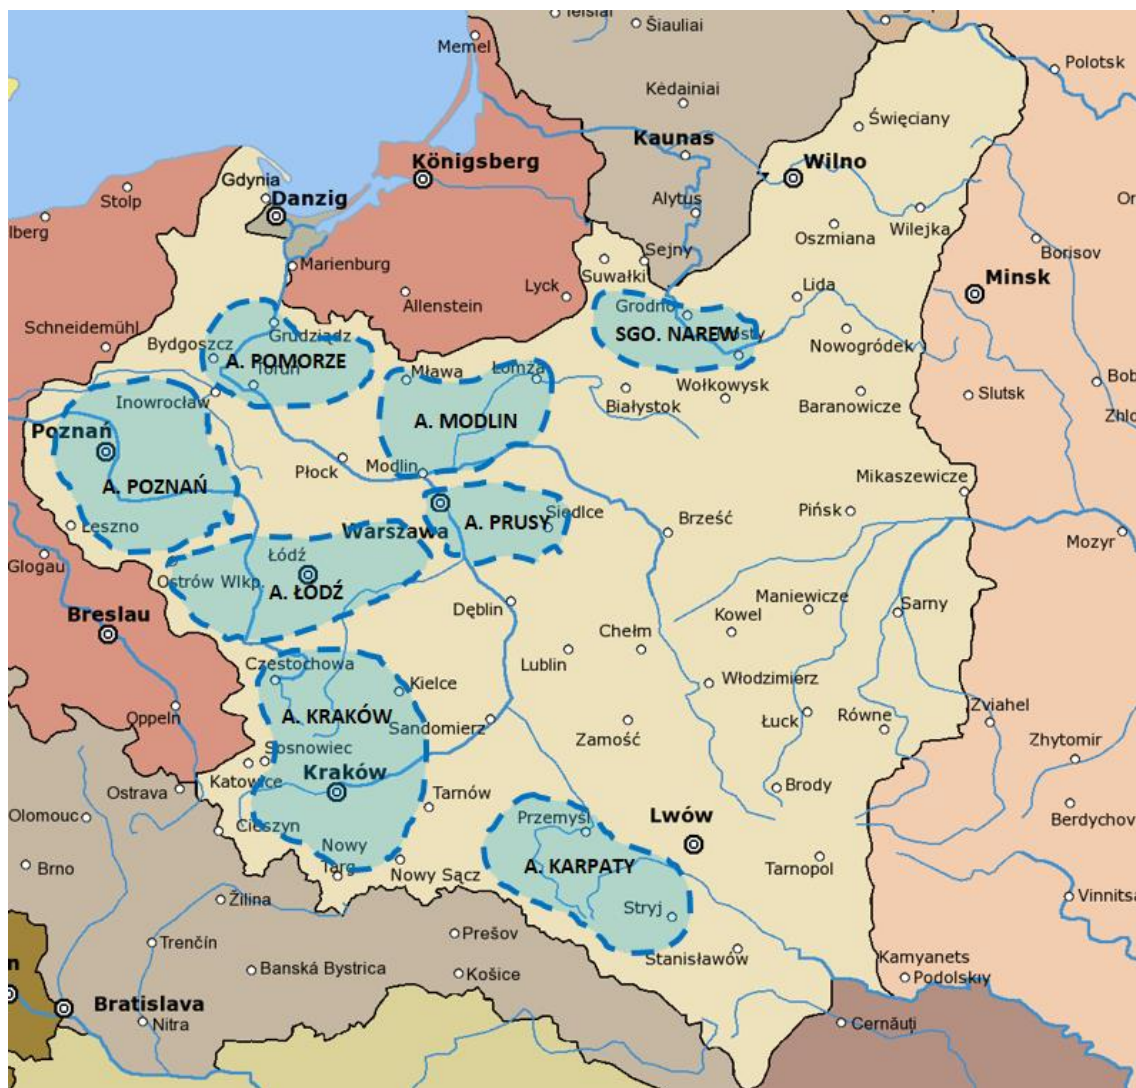 Telšiai
Šiauliai
Memel
Polotsk
Kėdainiai
Święciany
Kaunas
Königsberg
Wilno
Gdynia
Stolp
Danzig
Alytus
lberg
Oszmiana
Wilejka
Borisov
Sejny
Marienburg
Suwałki
Minsk
Allenstein
Lyck
Lida
Grodno
Schneidemühl
Grudziądz
SGO. NAREW
Bydgoszcz
A. POMORZE
Nowogródek
Toruń
Mława
Łomża
Wołkowysk
Bob
Inowrocław
Białystok
Baranowicze
Slutsk
Zhlo
A. MODLIN
Poznań
Płock
Modlin
Mikaszewicze
A. POZNAŃ
Siedlce
Pińsk
Leszno
A. PRUSY
Brześć
Warszawa
Mozyr
Glogau
Łódź
Ostrów Wlkp.
A. ŁÓDŹ
Maniewicze
Sarny
Breslau
Dęblin
Kowel
Chełm
Lublin
Częstochowa
Włodzimierz
Kielce
Zviahel
Oppeln
A. KRAKÓW
Łuck
Równe
Sandomierz
Zamość
Zhytomir
Sosnowiec
Katowice
Kraków
Brody
Ostrava
Tarnów
Olomouc
Przemyśl
Lwów
Berdychov
Cieszyn
Nowy
Targ
Brno
Nowy Sącz
A. KARPATY
Tarnopol
Žilina
Stryj
Vinnitsa
Prešov
Trenčín
Stanisławów
Kamyanets
Podolskiy
Banská Bystrica
Košice
n
Bratislava
Nitra
Cernăuţi